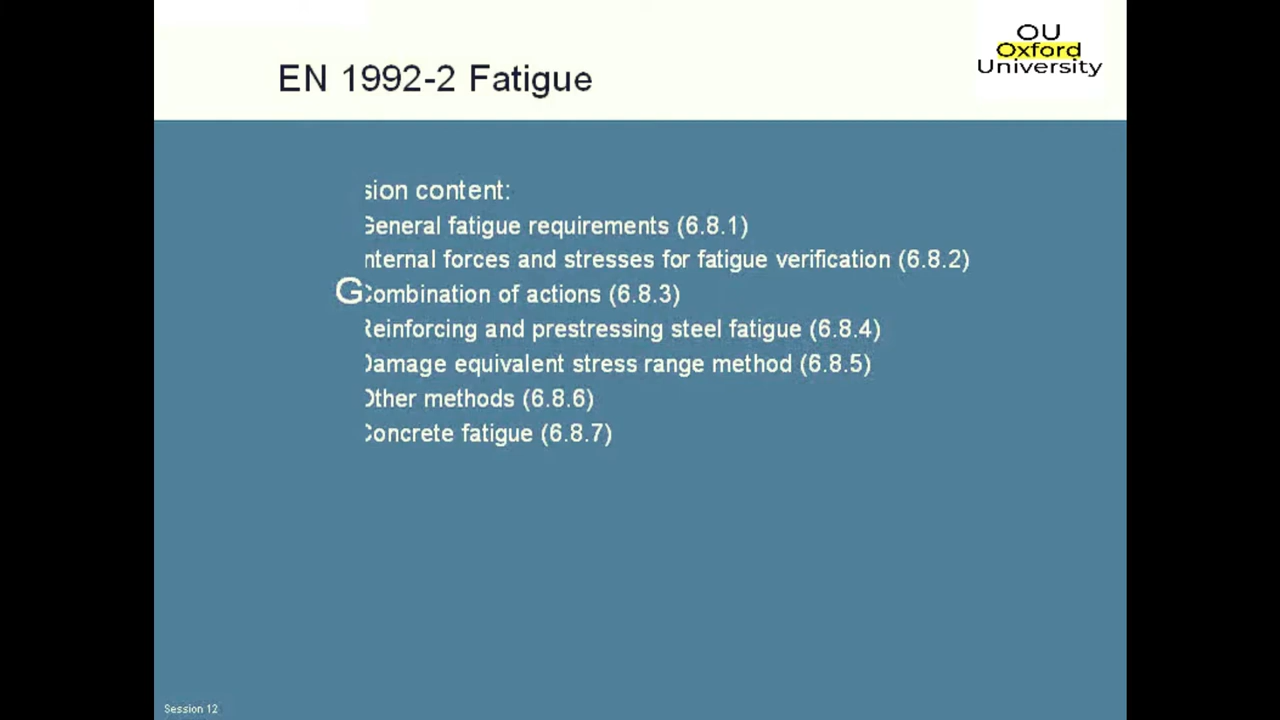 EN 1992-2 Fatigue
OU
Oxford
University
sion content:
General fatigue requirements (6.8.1)
nternal forces and stresses for fatigue verification (6.8.2)
G
Combination of actions (6.8.3)
Reinforcing and prestressing steel fatigue (6.8.4)
Damage equivalent stress range method (6.8.5)
Other methods (6.8.6)
Concrete fatigue (6.8.7)
Session 12